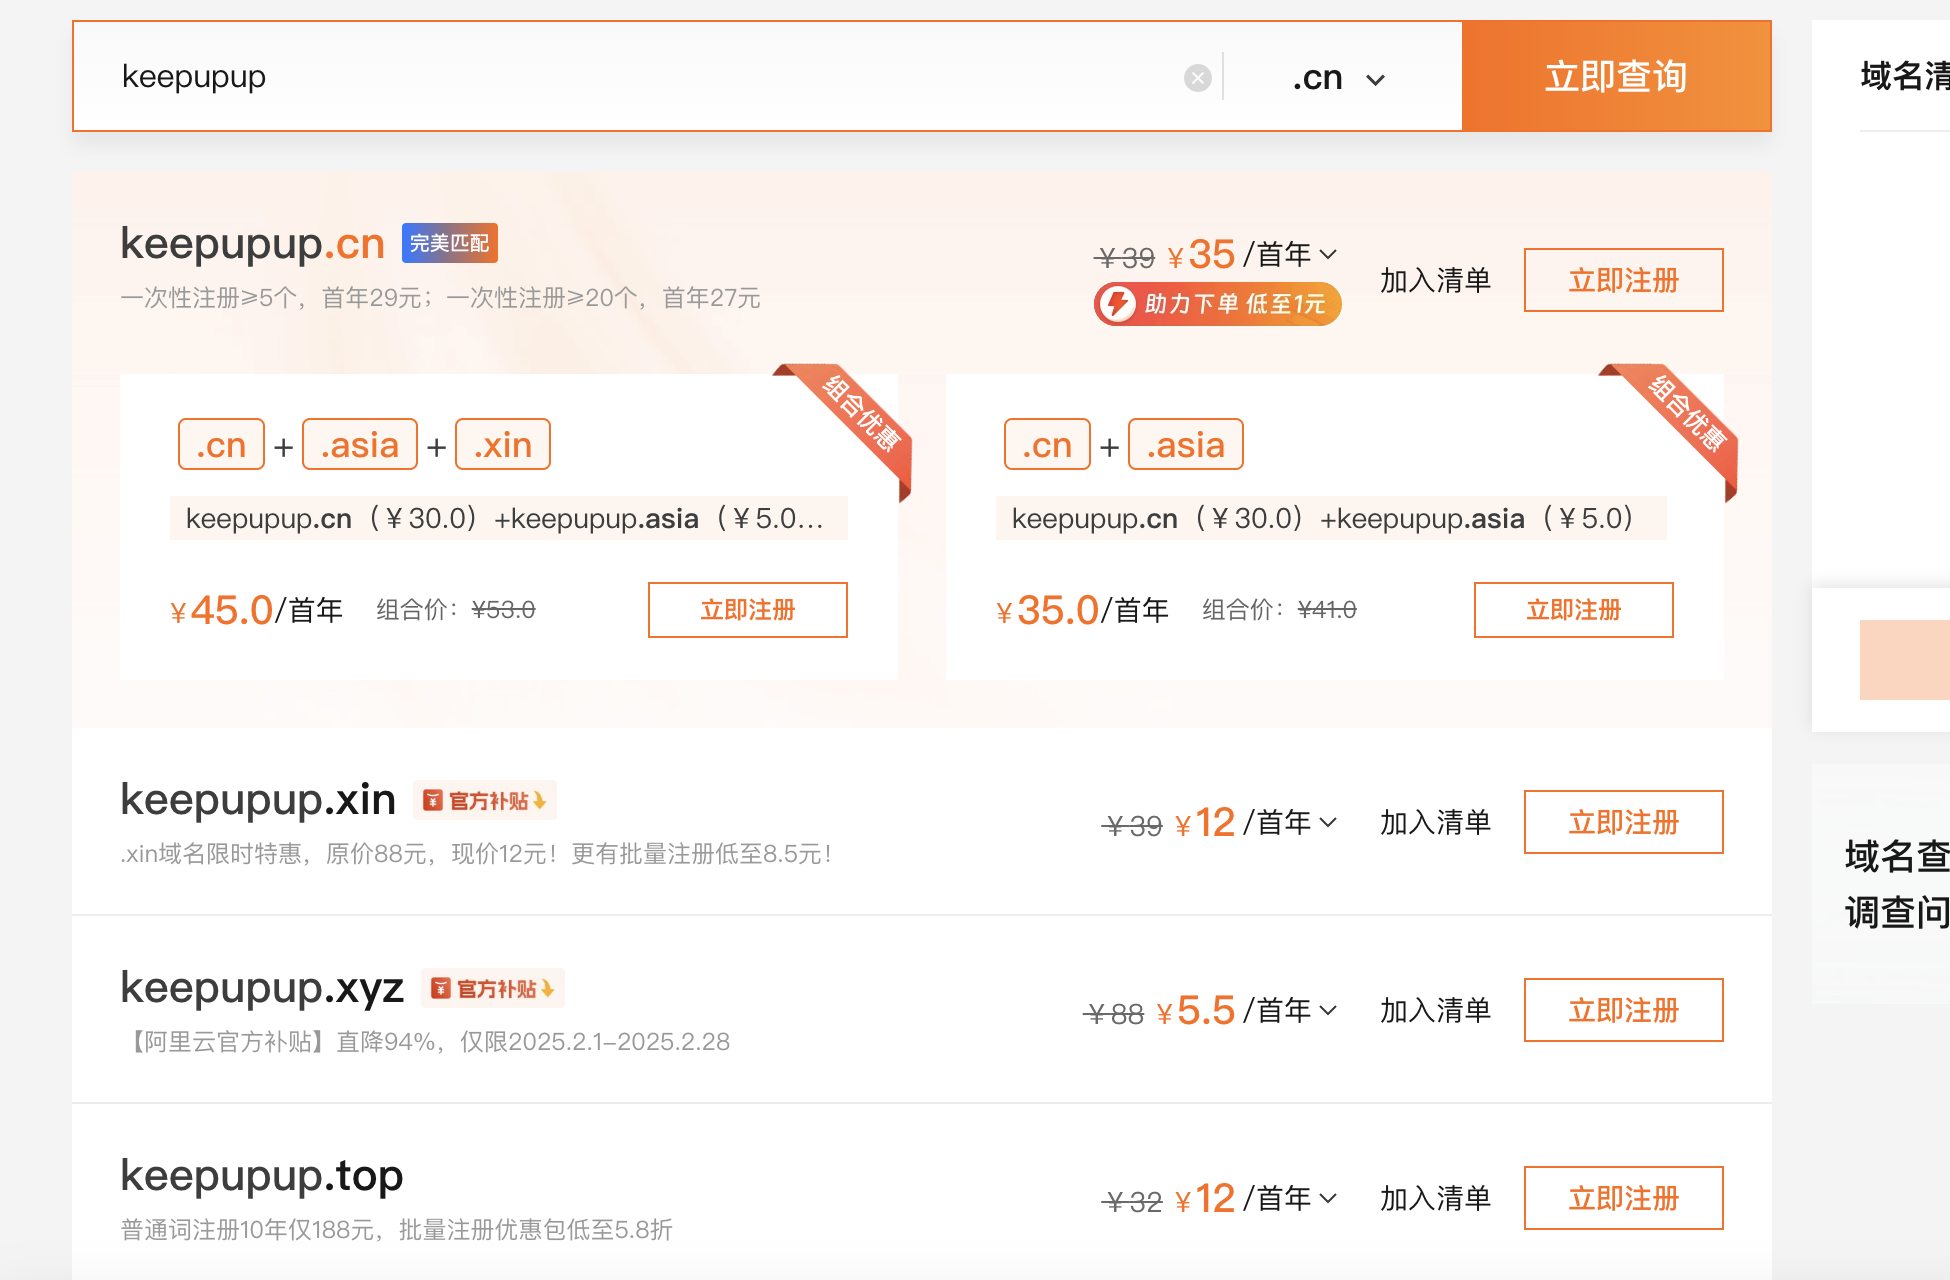 keepupup
.cn
立即查询
域名清
keepupup.cn 完美匹配
一次性注册≥5个，首年29元；一次性注册≥20个，首年27元
¥39 ¥35 /首年
助力下单 低至1元
加入清单
立即注册
组合优惠
.cn + .asia + .xin
keepupup.cn（¥30.0）+keepupup.asia（¥5.0...
¥45.0/首年 组合价：¥53.0
立即注册
组合优惠
.cn + .asia
keepupup.cn（¥30.0）+keepupup.asia（¥5.0）
¥35.0/首年 组合价：¥41.0
立即注册
keepupup.xin 官方补贴
.xin域名限时特惠，原价88元，现价12元！更有批量注册低至8.5元！
¥39 ¥12 /首年
加入清单
立即注册
keepupup.xyz 官方补贴
【阿里云官方补贴】直降94%，仅限2025.2.1-2025.2.28
¥88 ¥5.5 /首年
加入清单
立即注册
keepupup.top
普通词注册10年仅188元，批量注册优惠包低至5.8折
¥32 ¥12 /首年
加入清单
立即注册
域名查
调查问